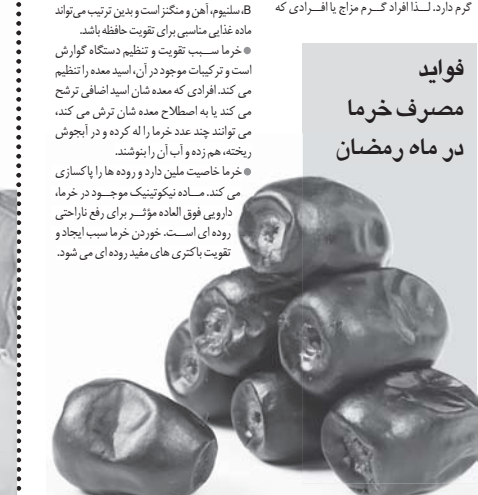 گرم دارد. لــذا افراد گــرم مزاج یا افــرادی که
فواید
مصرف خرما
در ماه رمضان
B، سلنیوم، آهن و منگنز است و بدین ترتیب می‌تواند
ماده غذایی مناسبی برای تقویت حافظه باشد.
● خرما ســبب تقویت و تنظیم دستگاه گوارش
است و ترکیبات موجود در آن، اسید معده را تنظیم
می کند. افرادی که معده شان اسید اضافی ترشح
می کند یا به اصطلاح معده شان ترش می کند،
می توانند چند عدد خرما را له کرده و در آبجوش
ریخته، هم زده و آب آن را بنوشند.
● خرما خاصیت ملین دارد و روده ها را پاکسازی
می کند. مــاده نیکوتینیک موجــود در خرما،
دارویی فوق العاده مؤثــر برای رفع ناراحتی
روده ای اســت. خوردن خرما سبب ایجاد و
تقویت باکتری های مفید روده ای می شود.